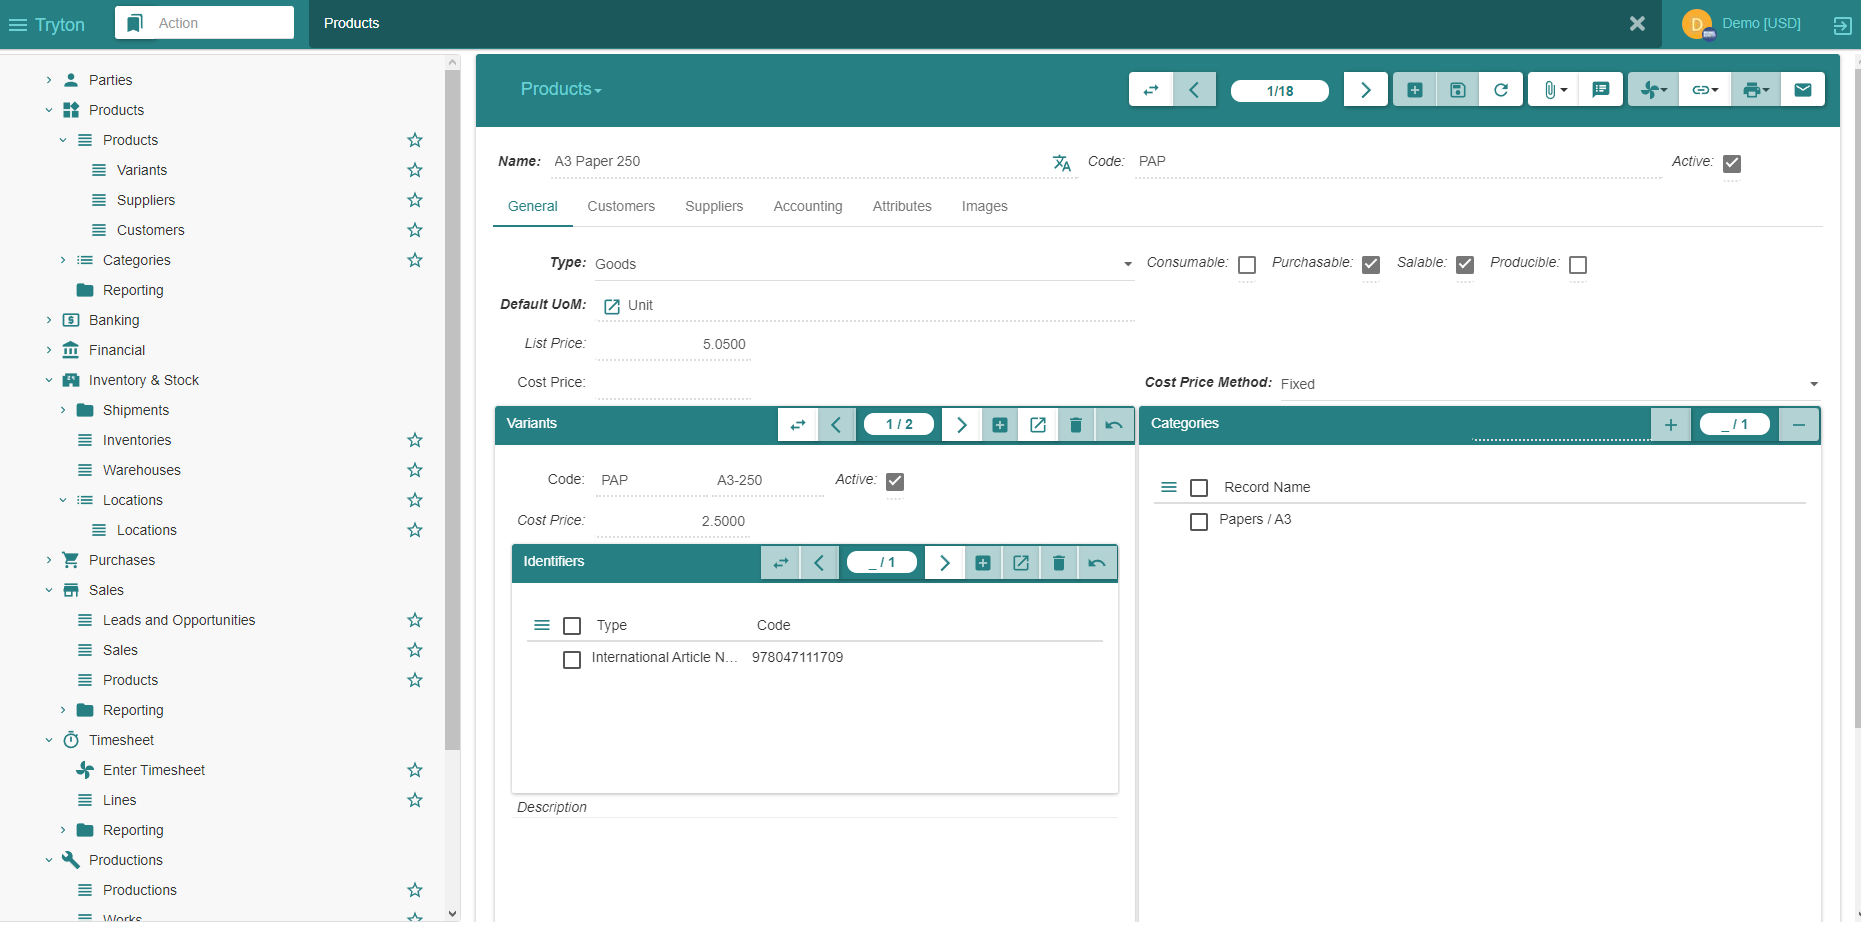 Tryton
Action
Products
Demo [USD]
D
Parties
Products
Products
Variants
Suppliers
Customers
Categories
Reporting
Banking
Financial
Inventory & Stock
Shipments
Inventories
Warehouses
Locations
Locations
Purchases
Sales
Leads and Opportunities
Sales
Products
Reporting
Timesheet
Enter Timesheet
Lines
Reporting
Productions
Productions
Works
Products
1/18
Name: A3 Paper 250 Code: PAP Active:
General Customers Suppliers Accounting Attributes Images
Type: Goods Consumable: Purchasable: Salable: Producible:
Default UoM: Unit
List Price: 5.0500
Cost Price: Cost Price Method: Fixed
Variants 1 / 2
Code: PAP A3-250 Active:
Cost Price: 2.5000
Identifiers _ / 1
Type Code
International Article N... 978047111709
Description
Categories _ / 1
Record Name
Papers / A3